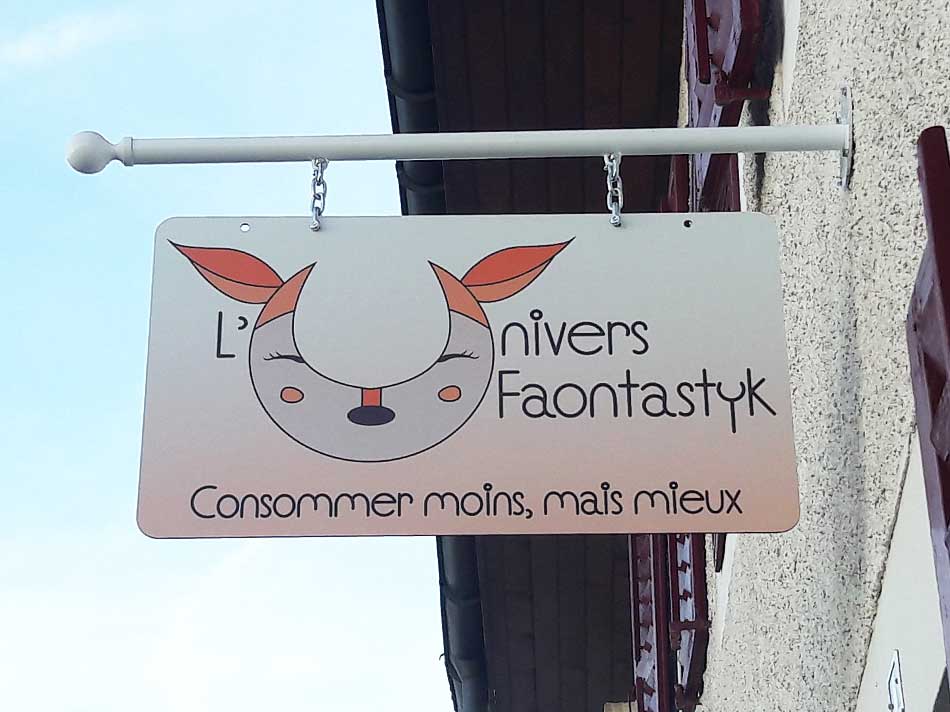 L'Univers
Faontastyk
Consommer moins, mais mieux